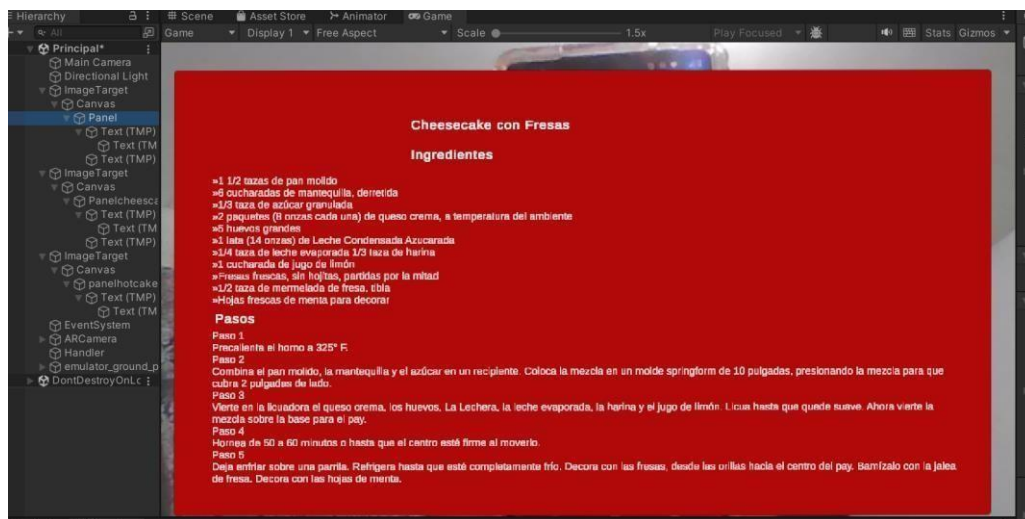 Hierarchy
All
Principal*
Main Camera
Directional Light
ImageTarget
Canvas
Panel
Text (TMP)
Text (TM
Text (TMP)
ImageTarget
Canvas
Panelcheesca
Text (TMP)
Text (TM
Text (TMP)
ImageTarget
Canvas
panelhotcake
Text (TMP)
Text (TM
EventSystem
ARCamera
Handler
emulator_ground_p
DontDestroyOnLc
Scene Asset Store Animator Game
Game Display 1 Free Aspect Scale 1.5x Play Focused Stats Gizmos
Cheesecake con Fresas
Ingredientes
»1 1/2 tazas de pan molido
»6 cucharadas de mantequilla, derretida
»1/3 taza de azúcar granulada
»2 paquetes (8 onzas cada una) de queso crema, a temperatura del ambiente
»5 huevos grandes
»1 lata (14 onzas) de Leche Condensada Azucarada
»1/4 taza de leche evaporada 1/3 taza de harina
»1 cucharada de jugo de limón
»Fresas frescas, sin hojitas, partidas por la mitad
»1/2 taza de mermelada de fresa, tibia
»Hojas frescas de menta para decorar
Pasos
Paso 1
Precalienta el horno a 325° F.
Paso 2
Combina el pan molido, la mantequilla y el azúcar en un recipiente. Coloca la mezcla en un molde springform de 10 pulgadas, presionando la mezcla para que
cubra 2 pulgadas de lado.
Paso 3
Vierte en la licuadora el queso crema, los huevos, La Lechera, la leche evaporada, la harina y el jugo de limón. Licua hasta que quede suave. Ahora vierte la
mezcla sobre la base para el pay.
Paso 4
Hornea de 50 a 60 minutos o hasta que el centro esté firme al moverlo.
Paso 5
Deja enfriar sobre una parrila. Refrigera hasta que esté completamente frío. Decora con las fresas, desde las orillas hacia el centro del pay. Barnízalo con la jalea
de fresa. Decora con las hojas de menta.